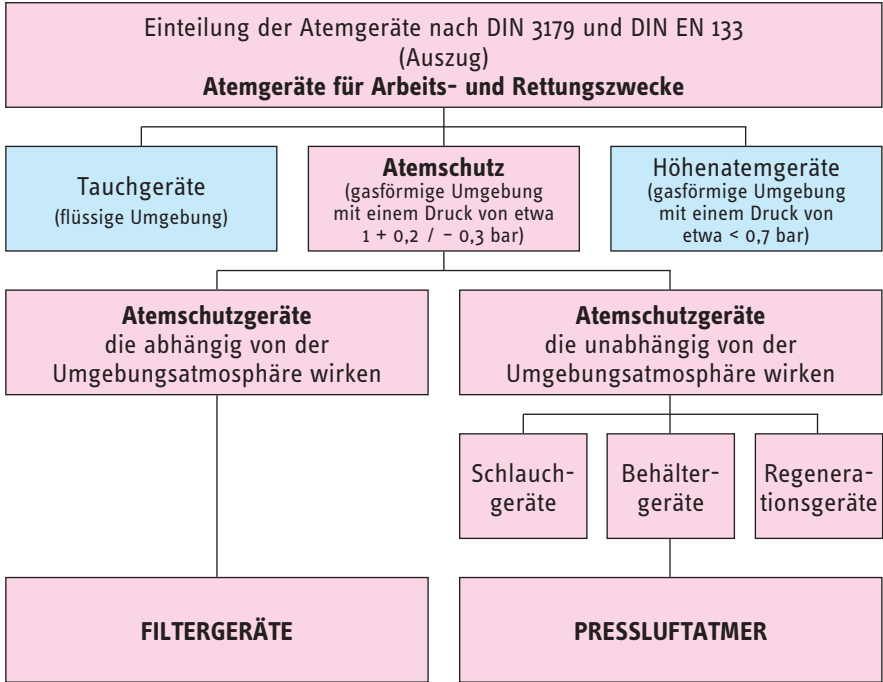 Einteilung der Atemgeräte nach DIN 3179 und DIN EN 133
(Auszug)
Atemgeräte für Arbeits- und Rettungszwecke
Tauchgeräte
(flüssige Umgebung)
Atemschutz
(gasförmige Umgebung
mit einem Druck von etwa
1 + 0,2 / − 0,3 bar)
Höhenatemgeräte
(gasförmige Umgebung
mit einem Druck von
etwa < 0,7 bar)
Atemschutzgeräte
die abhängig von der
Umgebungsatmosphäre wirken
Atemschutzgeräte
die unabhängig von der
Umgebungsatmosphäre wirken
Schlauch-
geräte
Behälter-
geräte
Regenera-
tionsgeräte
FILTERGERÄTE
PRESSLUFTATMER